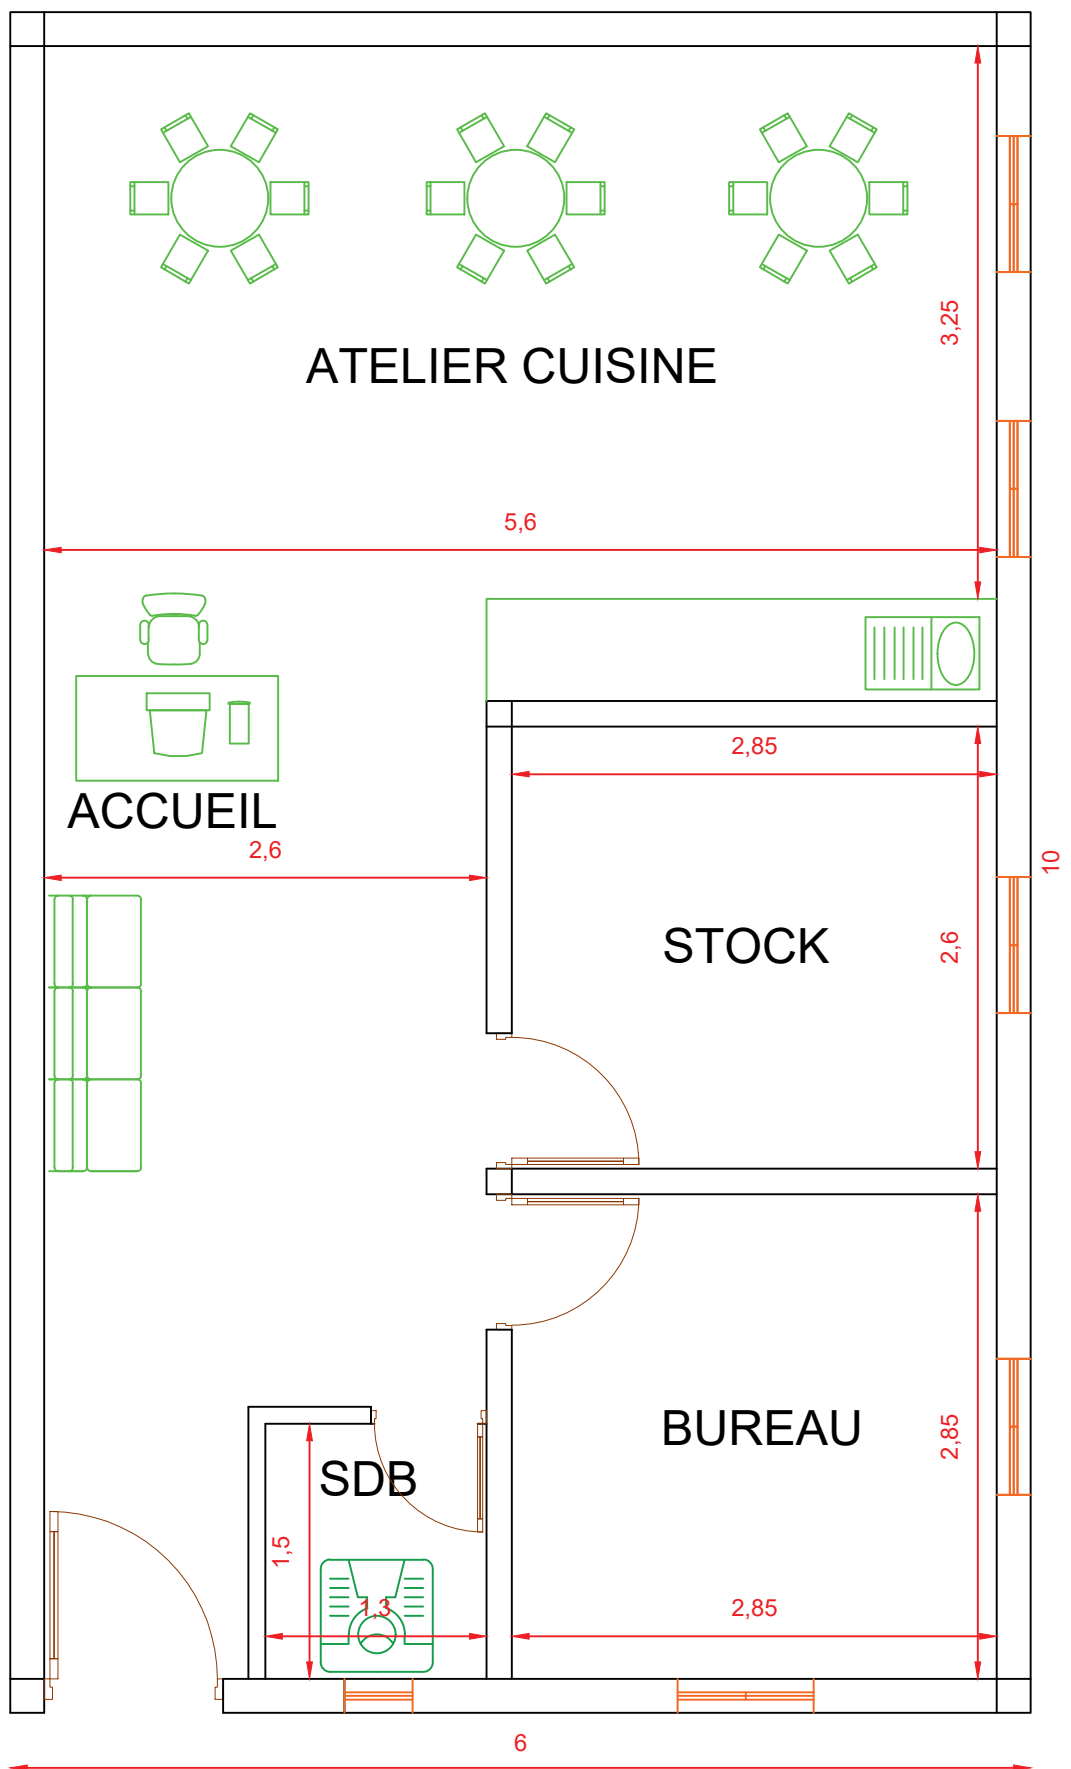 3,25
ATELIER CUISINE
5,6
2,85
ACCUEIL
2,6
10
STOCK
2,6
BUREAU
2,85
SDB
1,5
1,3
2,85
6